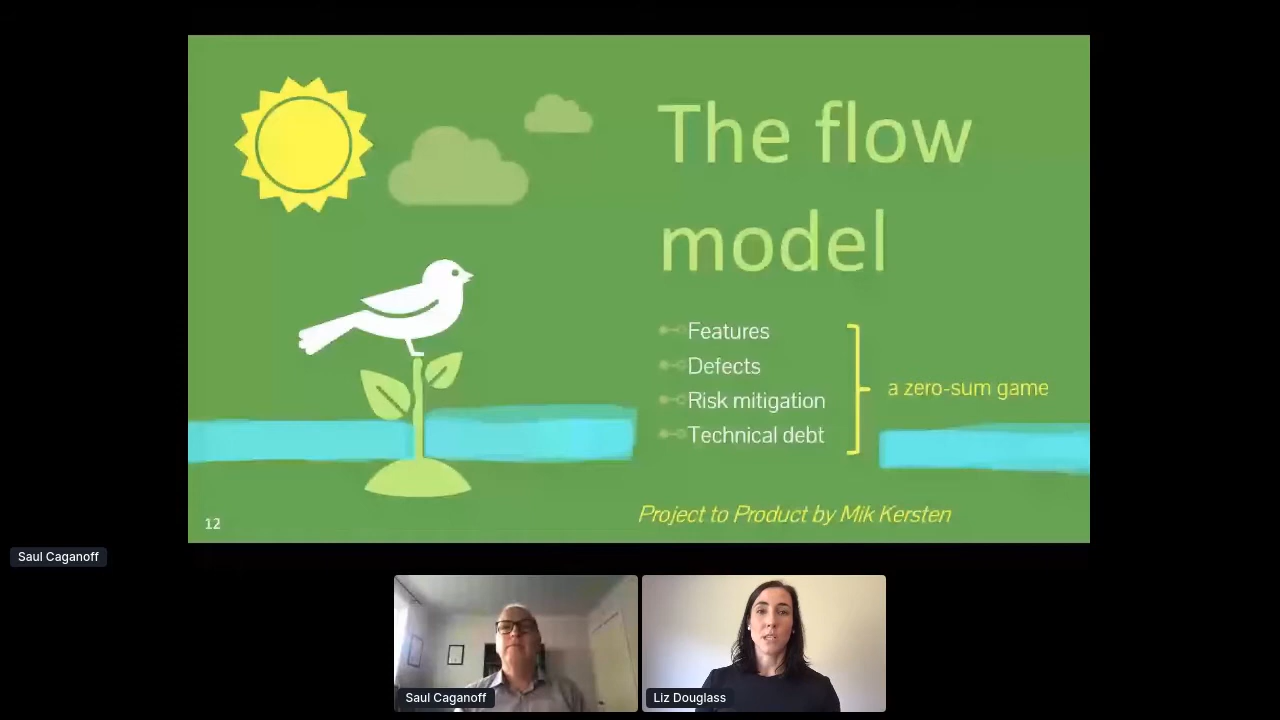 The flow
model
Features
Defects
Risk mitigation
Technical debt
a zero-sum game
Project to Product by Mik Kersten
12
Saul Caganoff
Saul Caganoff
Liz Douglass